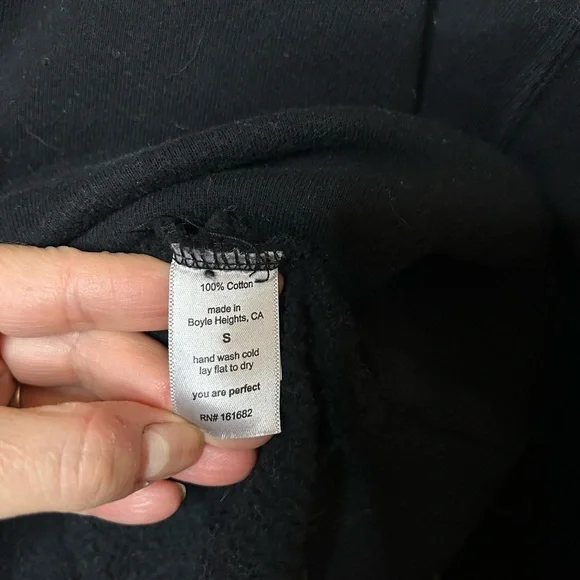 100% Cotton
made in
Boyle Heights, CA
S
hand wash cold
lay flat to dry
you are perfect
RN# 161682